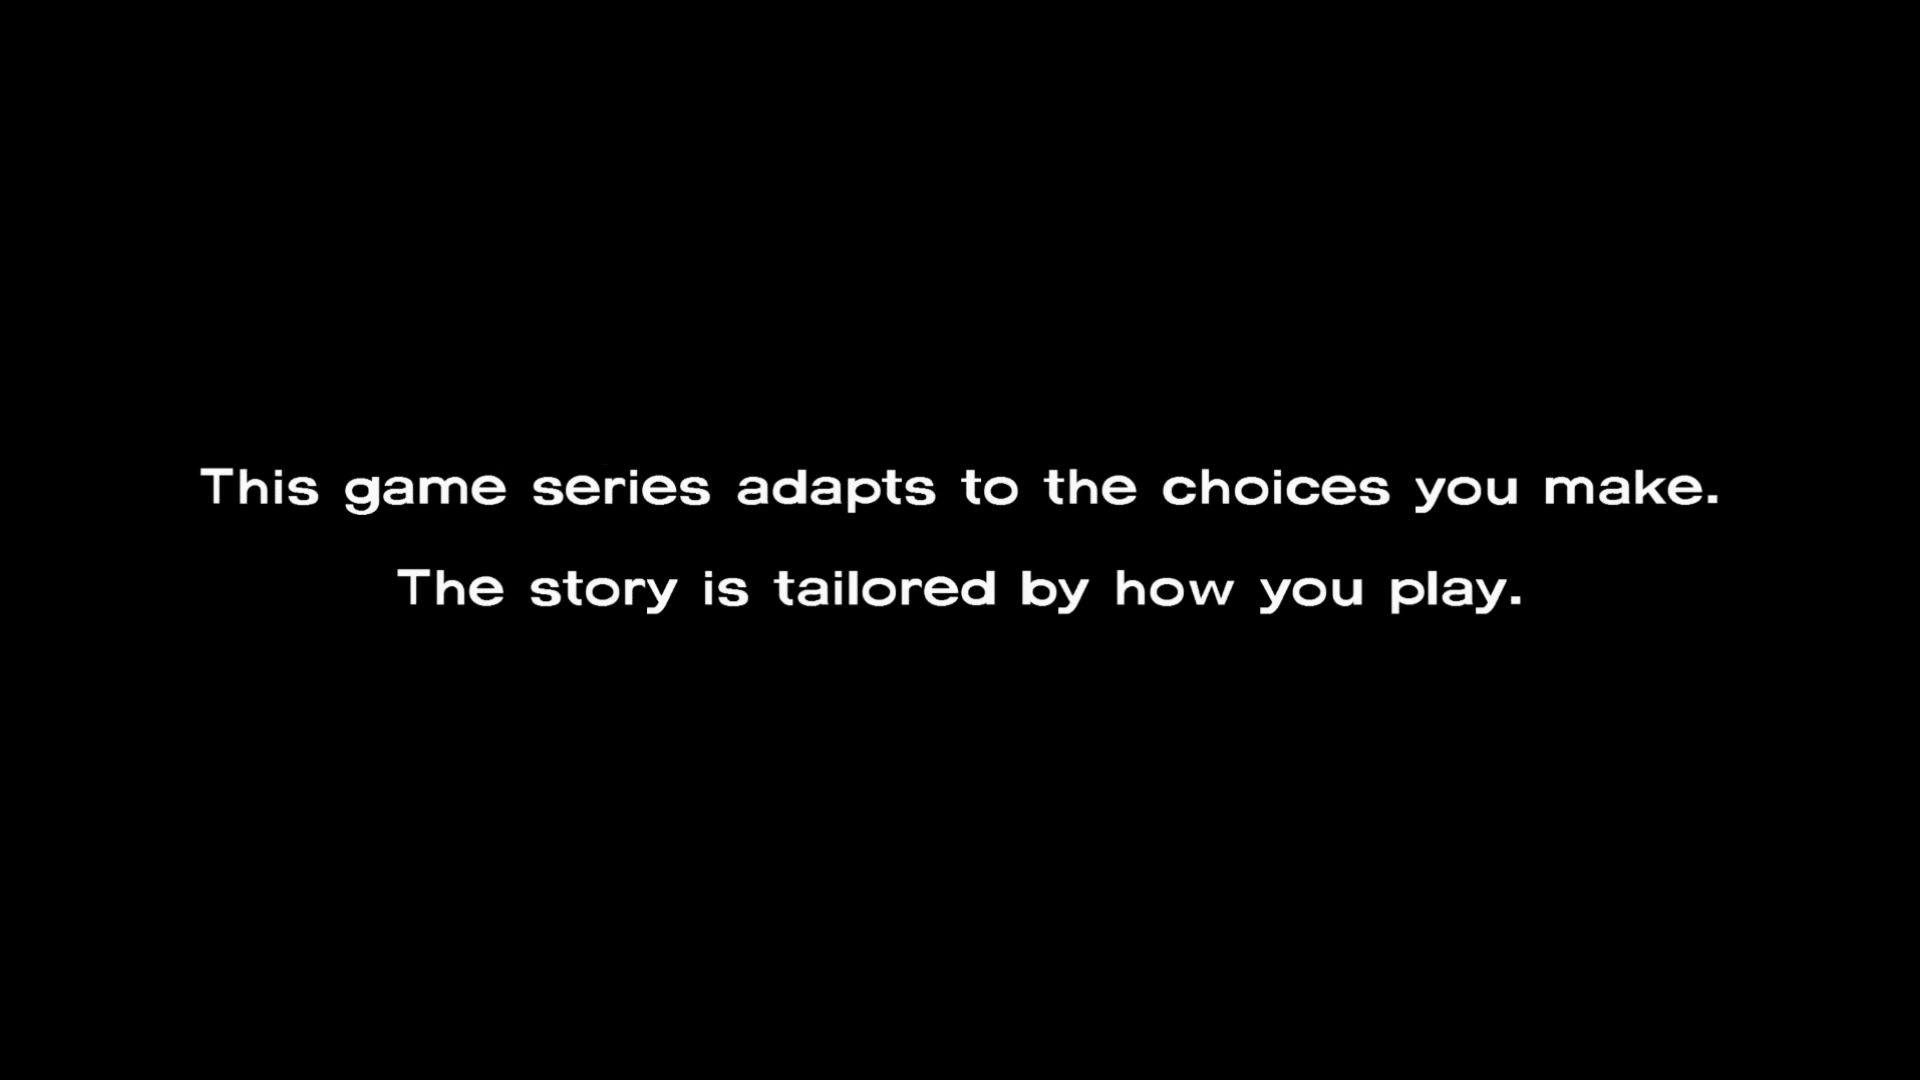 This game series adapts to the choices you make.
The story is tailored by how you play.